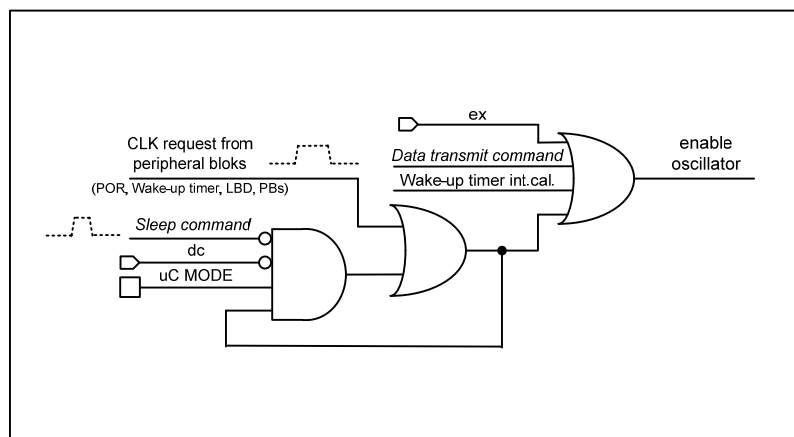 ex
CLK request from
peripheral bloks
(POR, Wake-up timer, LBD, PBs)
Data transmit command
Wake-up timer int.cal.
enable
oscillator
Sleep command
dc
uC MODE